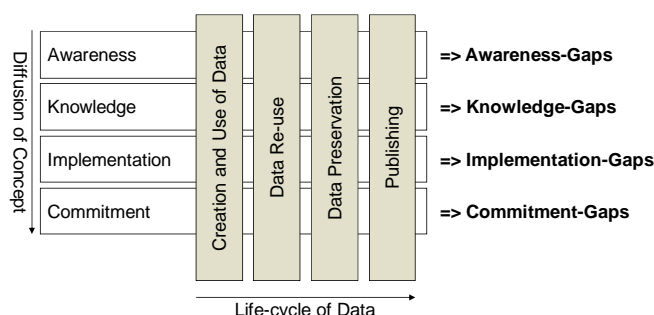 Diffusion of Concept
Awareness
Knowledge
Implementation
Commitment
Creation and Use of Data
Data Re-use
Data Preservation
Publishing
=> Awareness-Gaps
=> Knowledge-Gaps
=> Implementation-Gaps
=> Commitment-Gaps
Life-cycle of Data